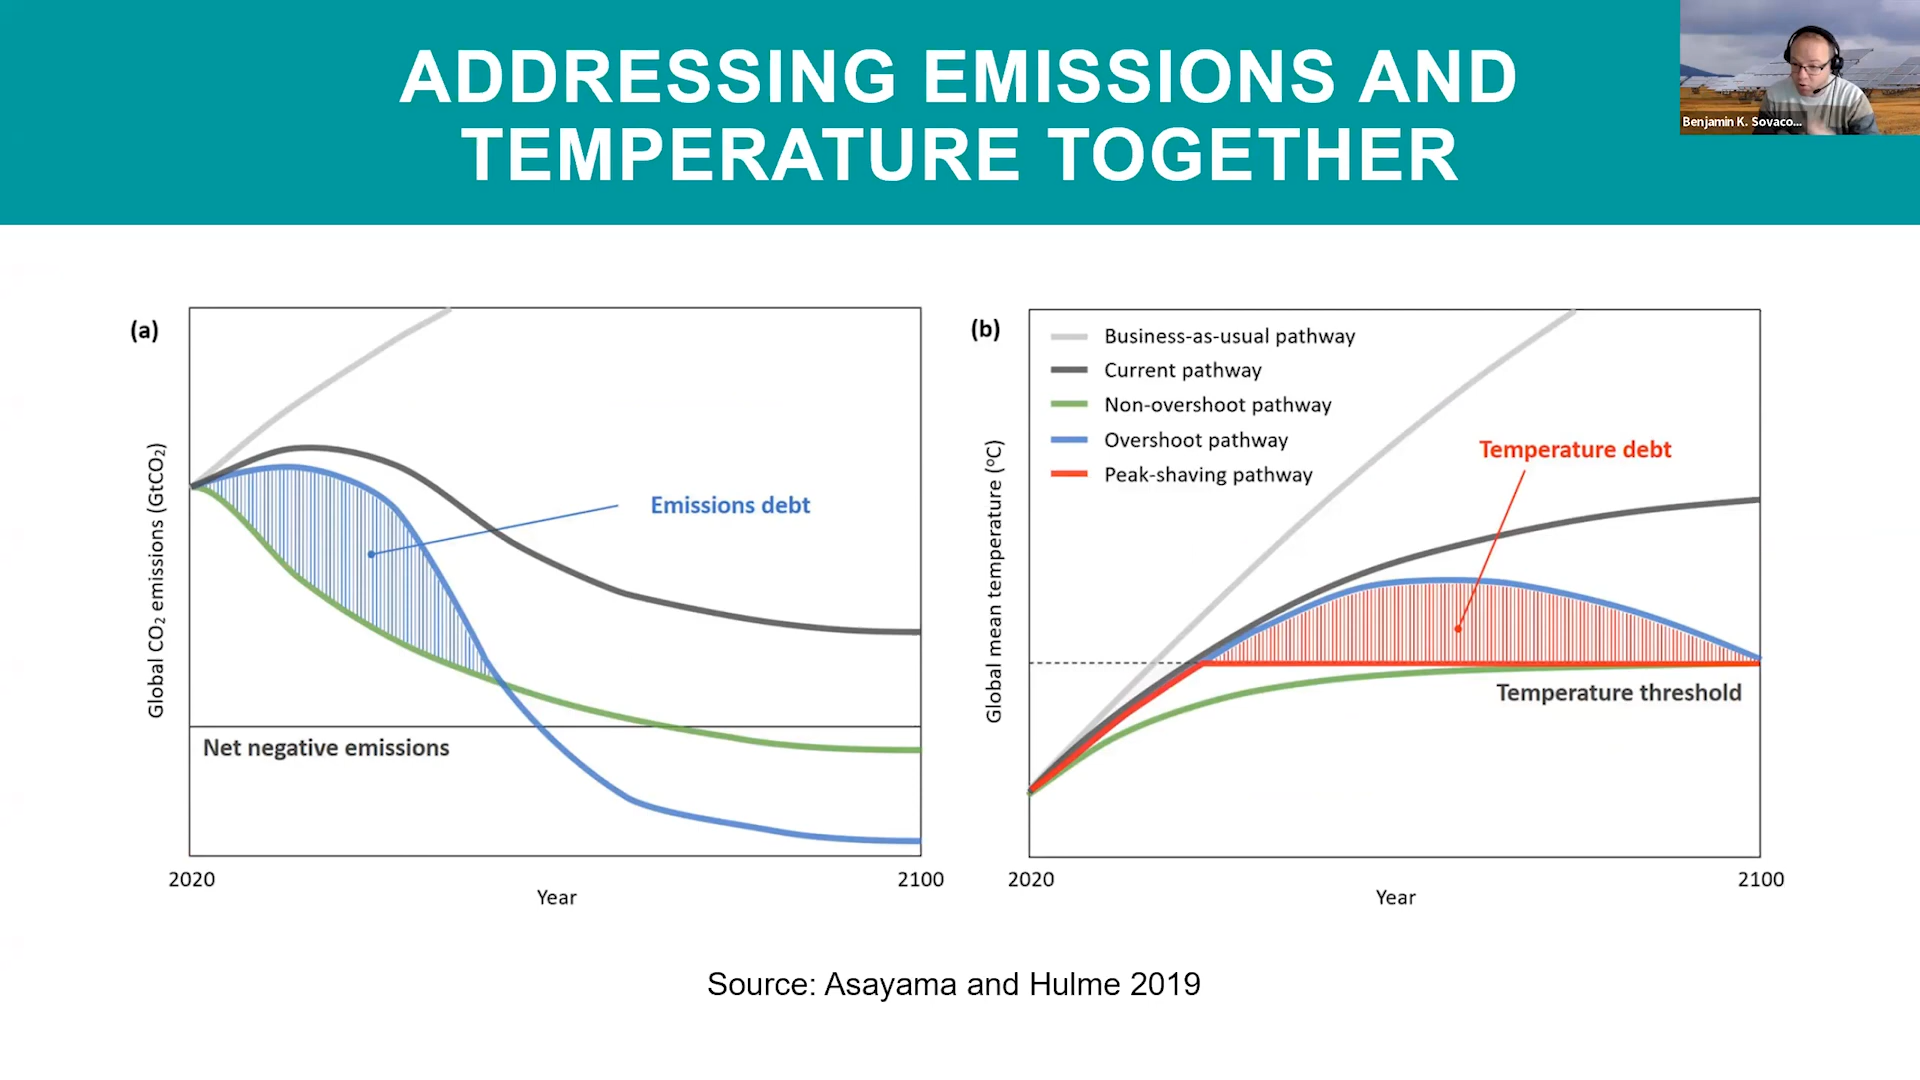 ADDRESSING EMISSIONS AND
TEMPERATURE TOGETHER
Benjamin K. Sovaco...
(a)
Global CO₂ emissions (GtCO₂)
Emissions debt
Net negative emissions
2020
2100
Year
(b)
Global mean temperature (°C)
Business-as-usual pathway
Current pathway
Non-overshoot pathway
Overshoot pathway
Peak-shaving pathway
Temperature debt
Temperature threshold
2020
2100
Year
Source: Asayama and Hulme 2019